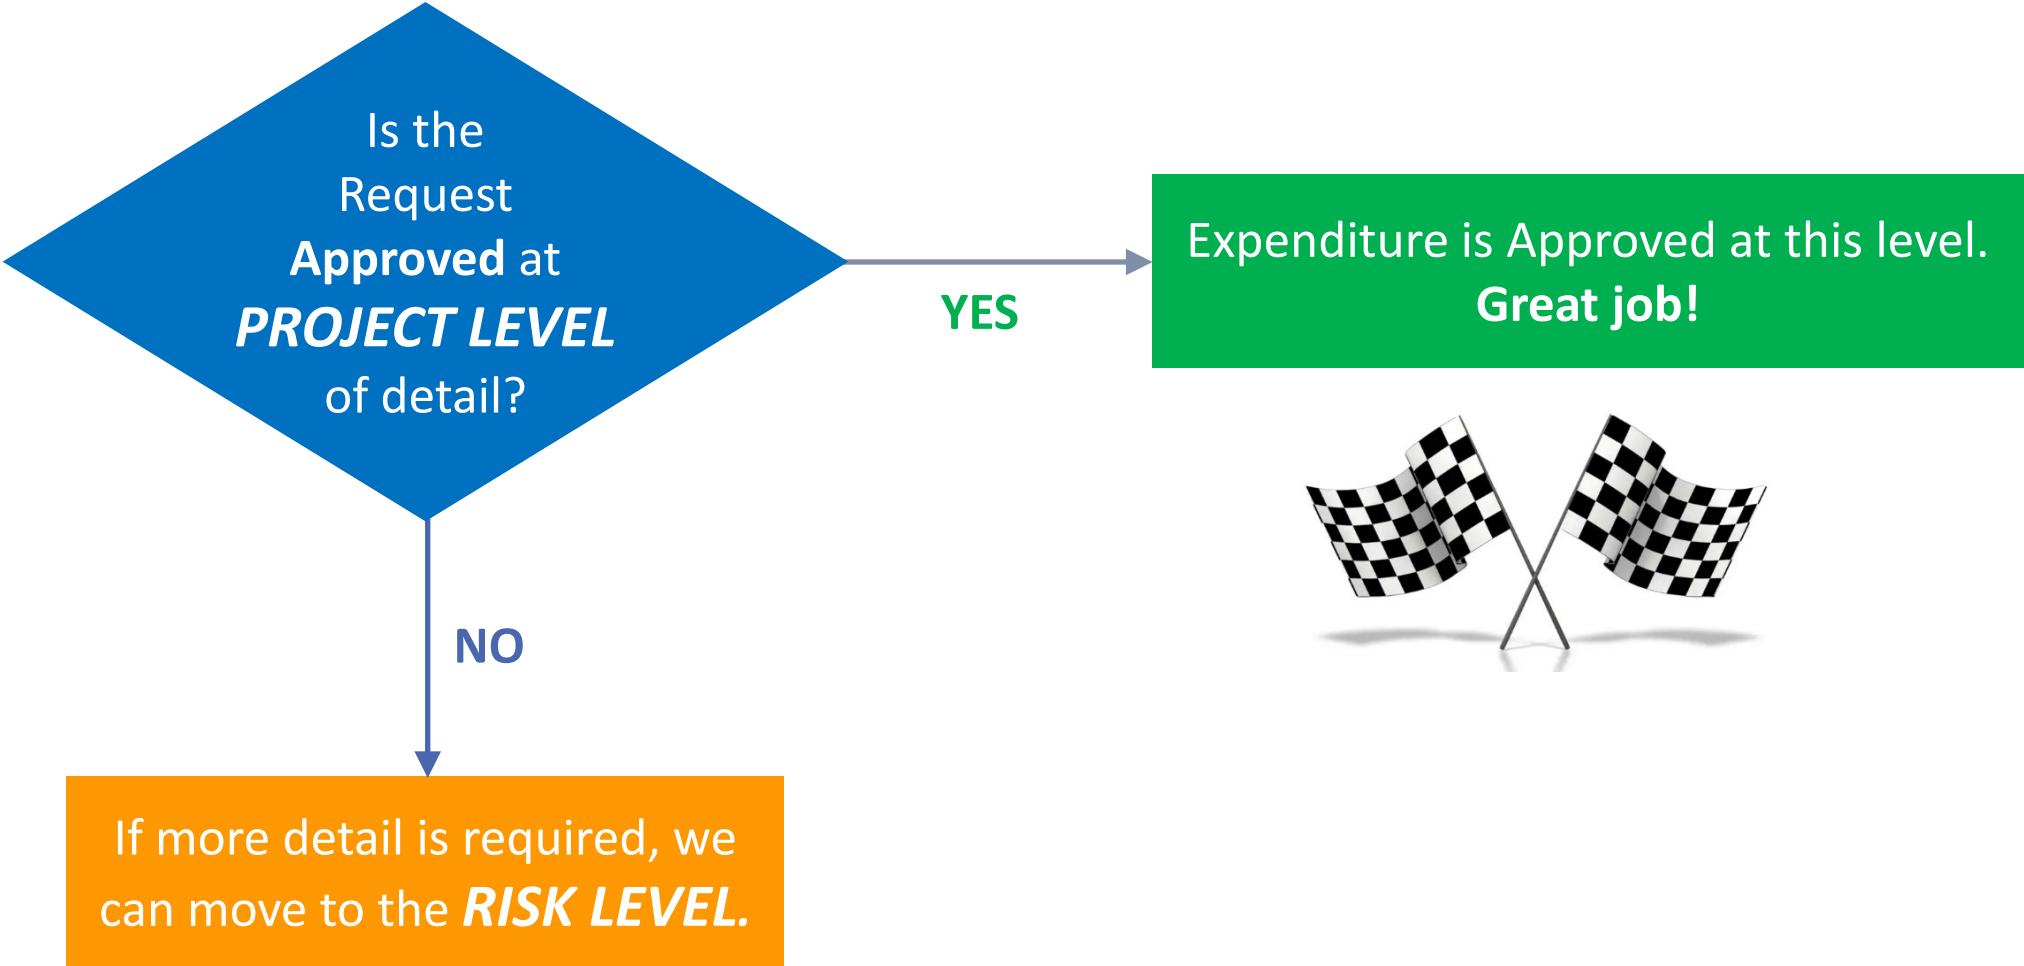 Is the
Request
Approved at
PROJECT LEVEL
of detail?
YES
Expenditure is Approved at this level.
Great job!
NO
If more detail is required, we
can move to the RISK LEVEL.